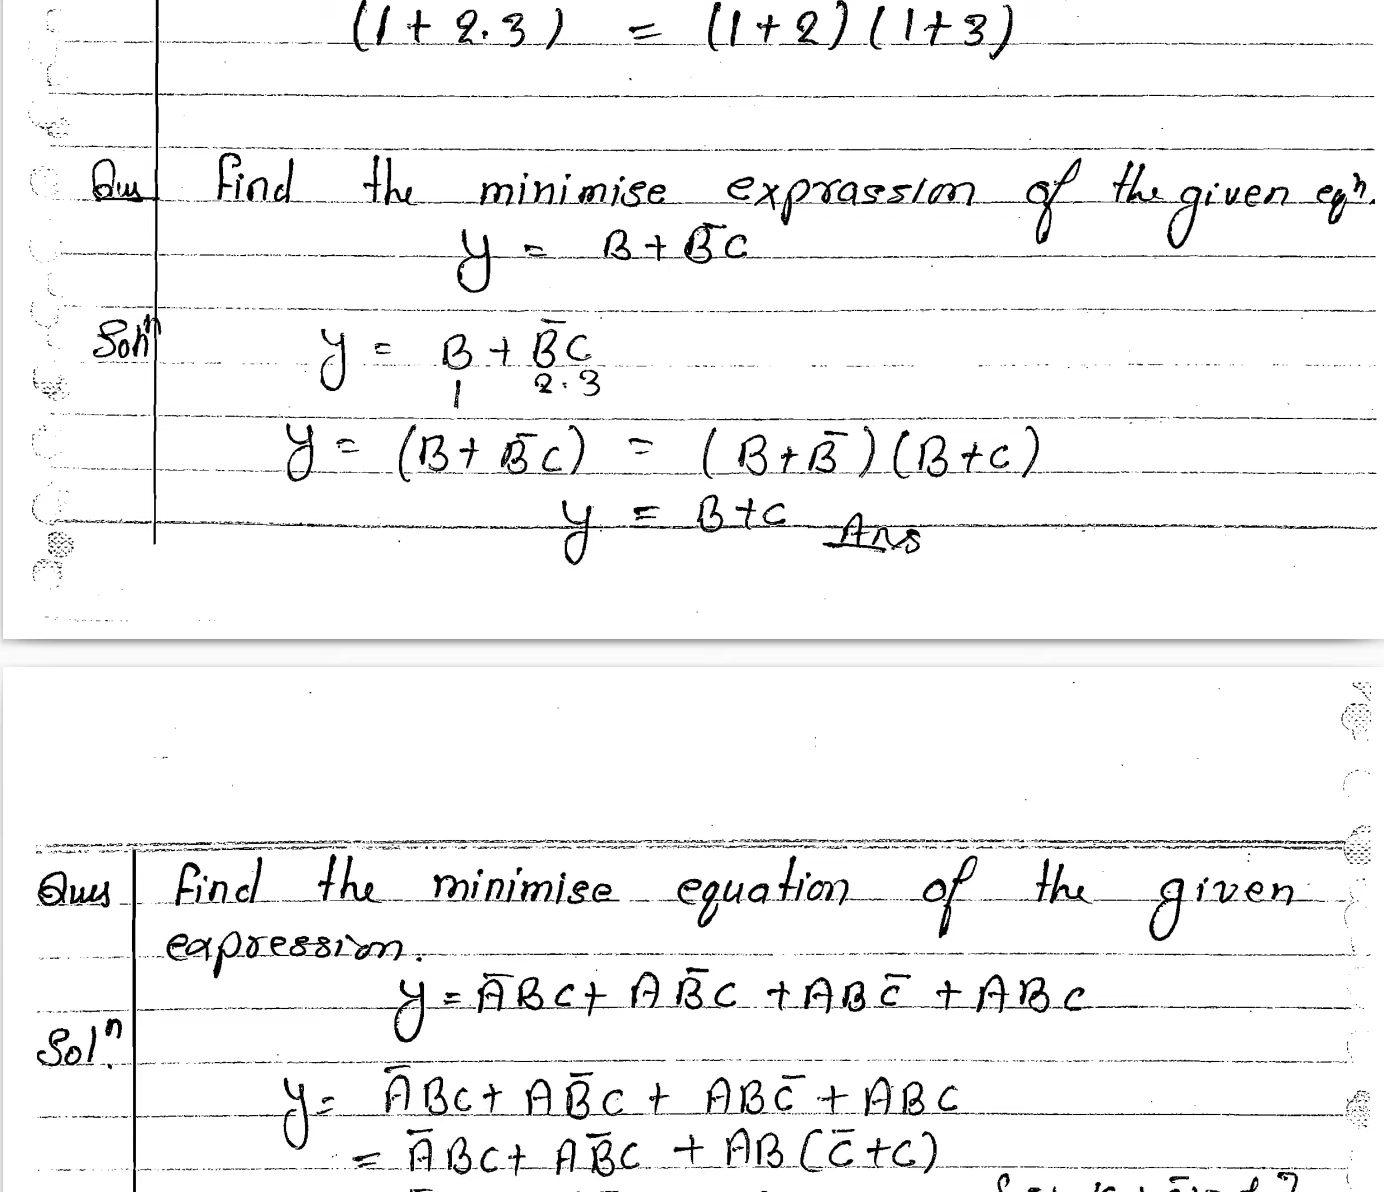 (1 + 2.3) = (1+2) (1+3)
Qus find the minimise exprassion of the given eqⁿ.
y = B + B̄C
Solⁿ y = B + B̄C
1 2.3
y = (B + B̄C) = (B + B̄) (B + C)
y = B + C Ans
Qus find the minimise equation of the given
expression.
y = ĀBC + AB̄C + ABC̄ + ABC
Solⁿ.
y = ĀBC + AB̄C + ABC̄ + ABC
= ĀBC + AB̄C + AB (C̄ + C)